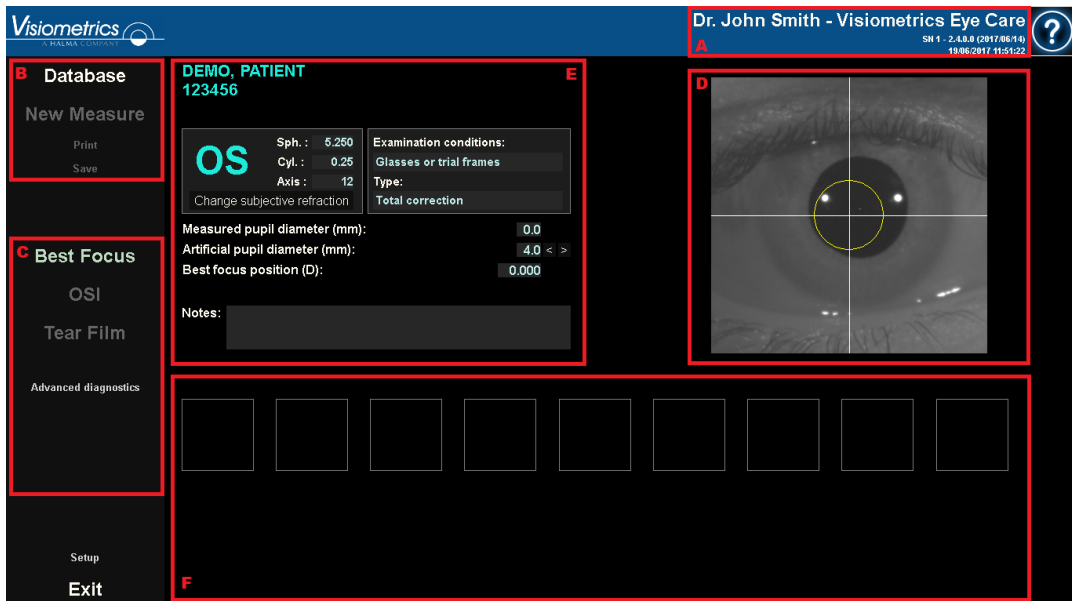 Visiometrics
A HALMA COMPANY
Dr. John Smith - Visiometrics Eye Care
SN 1 - 2.4.0.0 (2017/06/14)
19/06/2017 11:51:22
?
A
B
Database
New Measure
Print
Save
C
Best Focus
OSI
Tear Film
Advanced diagnostics
Setup
Exit
E
DEMO, PATIENT
123456
OS
Sph. : 5.250
Cyl. : 0.25
Axis : 12
Change subjective refraction
Examination conditions:
Glasses or trial frames
Type:
Total correction
Measured pupil diameter (mm): 0.0
Artificial pupil diameter (mm): 4.0 < >
Best focus position (D): 0.000
Notes:
D
F